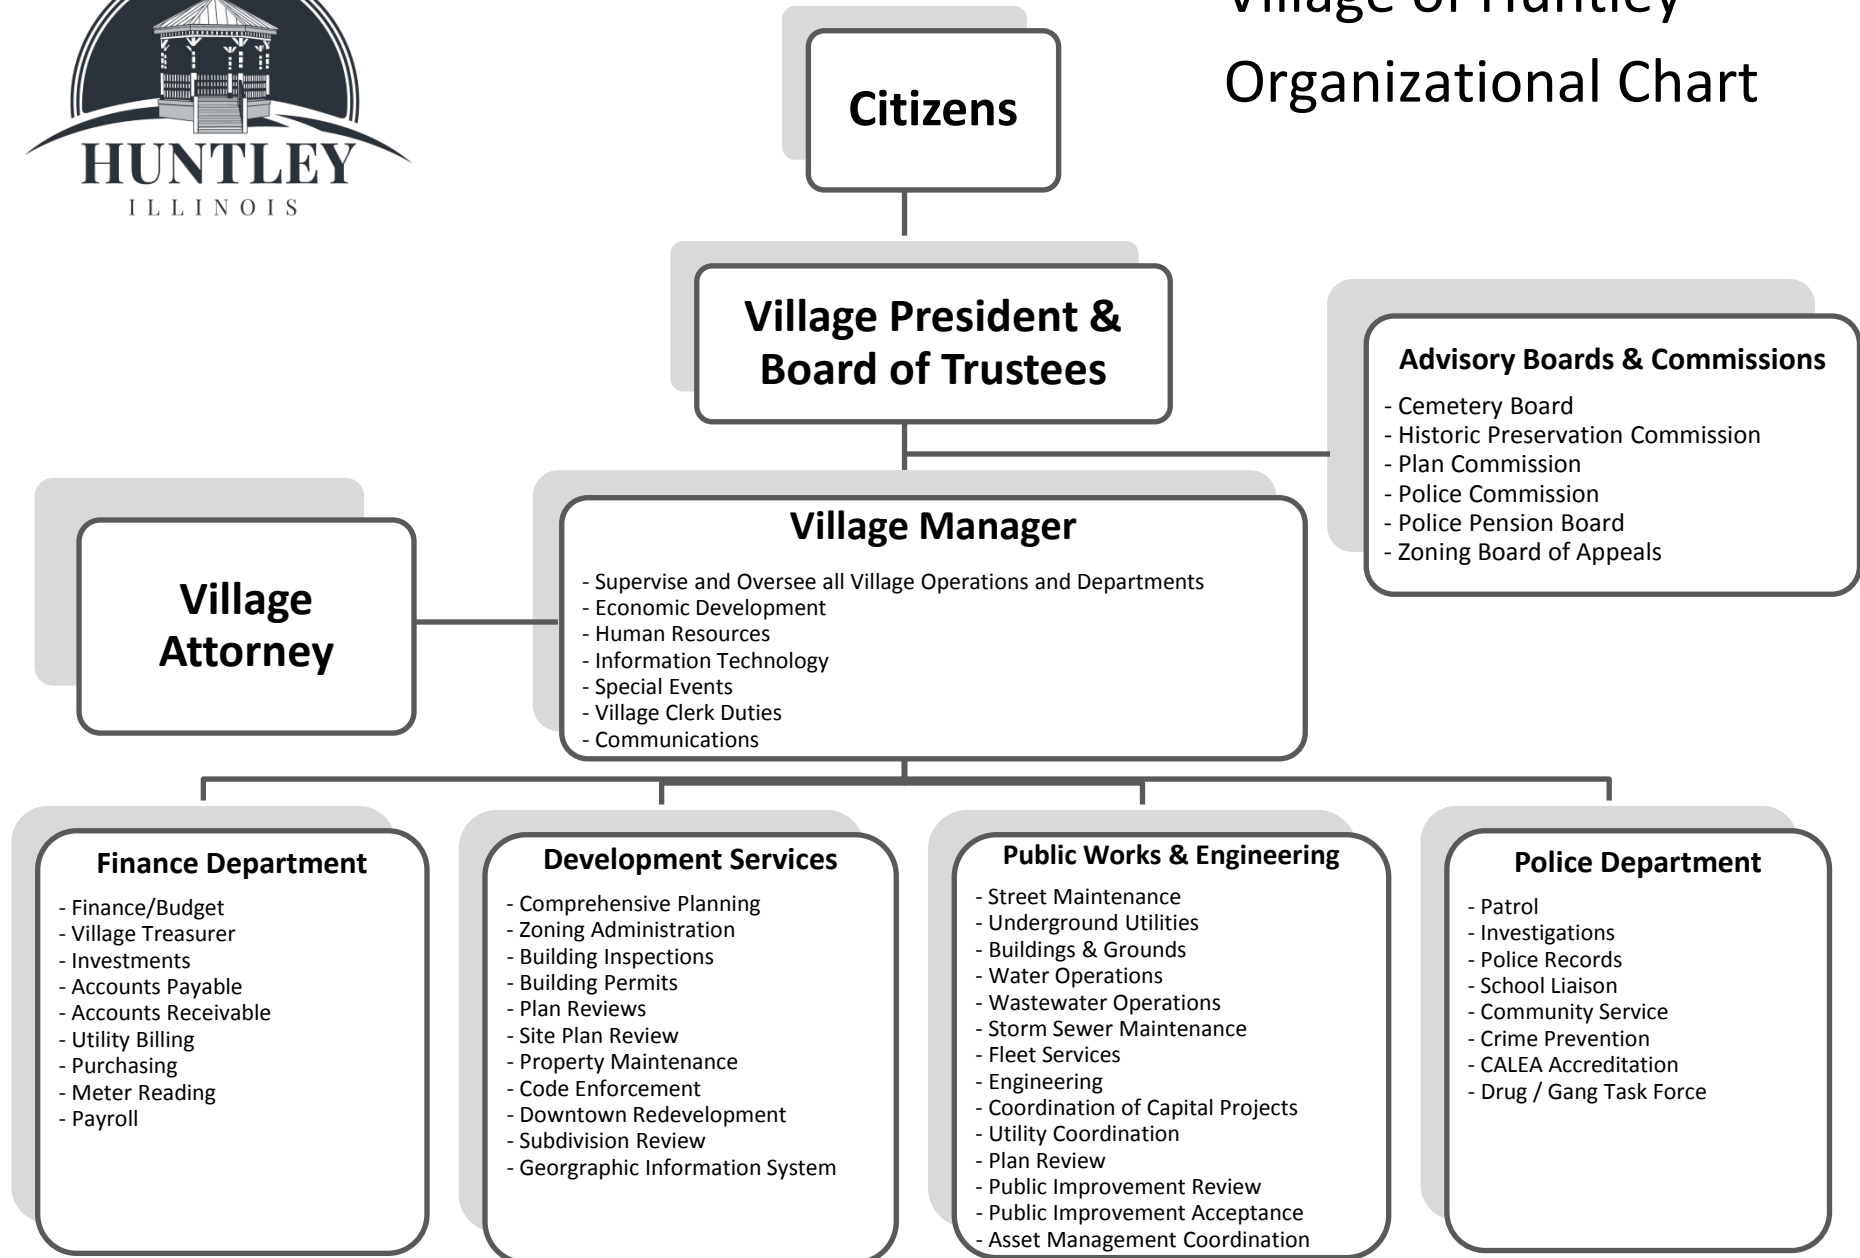 Village of Huntley
Organizational Chart
HUNTLEY
ILLINOIS
Citizens
Village President &
Board of Trustees
Advisory Boards & Commissions
- Cemetery Board
- Historic Preservation Commission
- Plan Commission
- Police Commission
- Police Pension Board
- Zoning Board of Appeals
Village
Attorney
Village Manager
- Supervise and Oversee all Village Operations and Departments
- Economic Development
- Human Resources
- Information Technology
- Special Events
- Village Clerk Duties
- Communications
Finance Department
- Finance/Budget
- Village Treasurer
- Investments
- Accounts Payable
- Accounts Receivable
- Utility Billing
- Purchasing
- Meter Reading
- Payroll
Development Services
- Comprehensive Planning
- Zoning Administration
- Building Inspections
- Building Permits
- Plan Reviews
- Site Plan Review
- Property Maintenance
- Code Enforcement
- Downtown Redevelopment
- Subdivision Review
- Georgraphic Information System
Public Works & Engineering
- Street Maintenance
- Underground Utilities
- Buildings & Grounds
- Water Operations
- Wastewater Operations
- Storm Sewer Maintenance
- Fleet Services
- Engineering
- Coordination of Capital Projects
- Utility Coordination
- Plan Review
- Public Improvement Review
- Public Improvement Acceptance
- Asset Management Coordination
Police Department
- Patrol
- Investigations
- Police Records
- School Liaison
- Community Service
- Crime Prevention
- CALEA Accreditation
- Drug / Gang Task Force